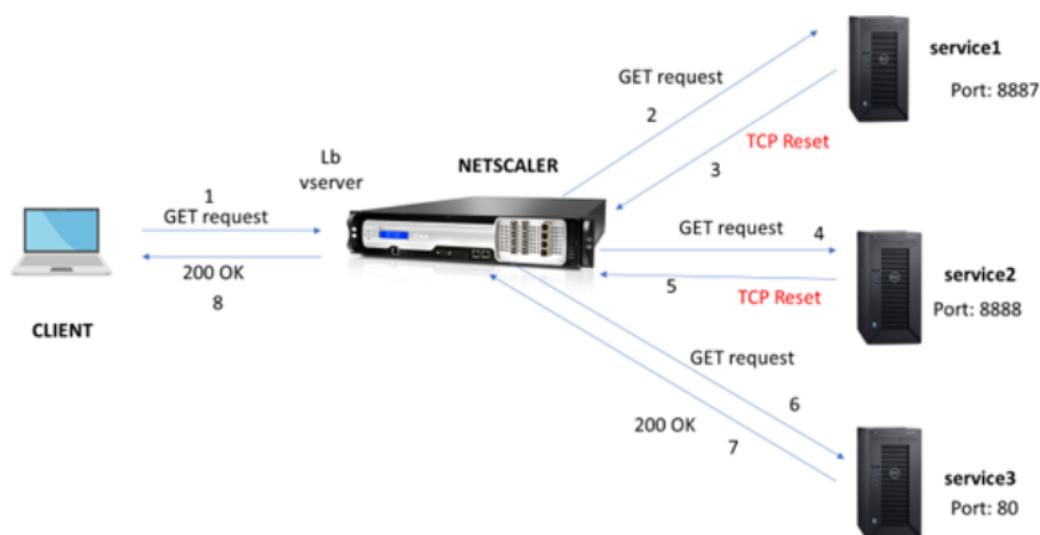 GET request
2
service1
Port: 8887
TCP Reset
3
Lb
vserver
NETSCALER
1
GET request
200 OK
8
CLIENT
GET request
4
5
TCP Reset
service2
Port: 8888
GET request
6
200 OK
7
service3
Port: 80